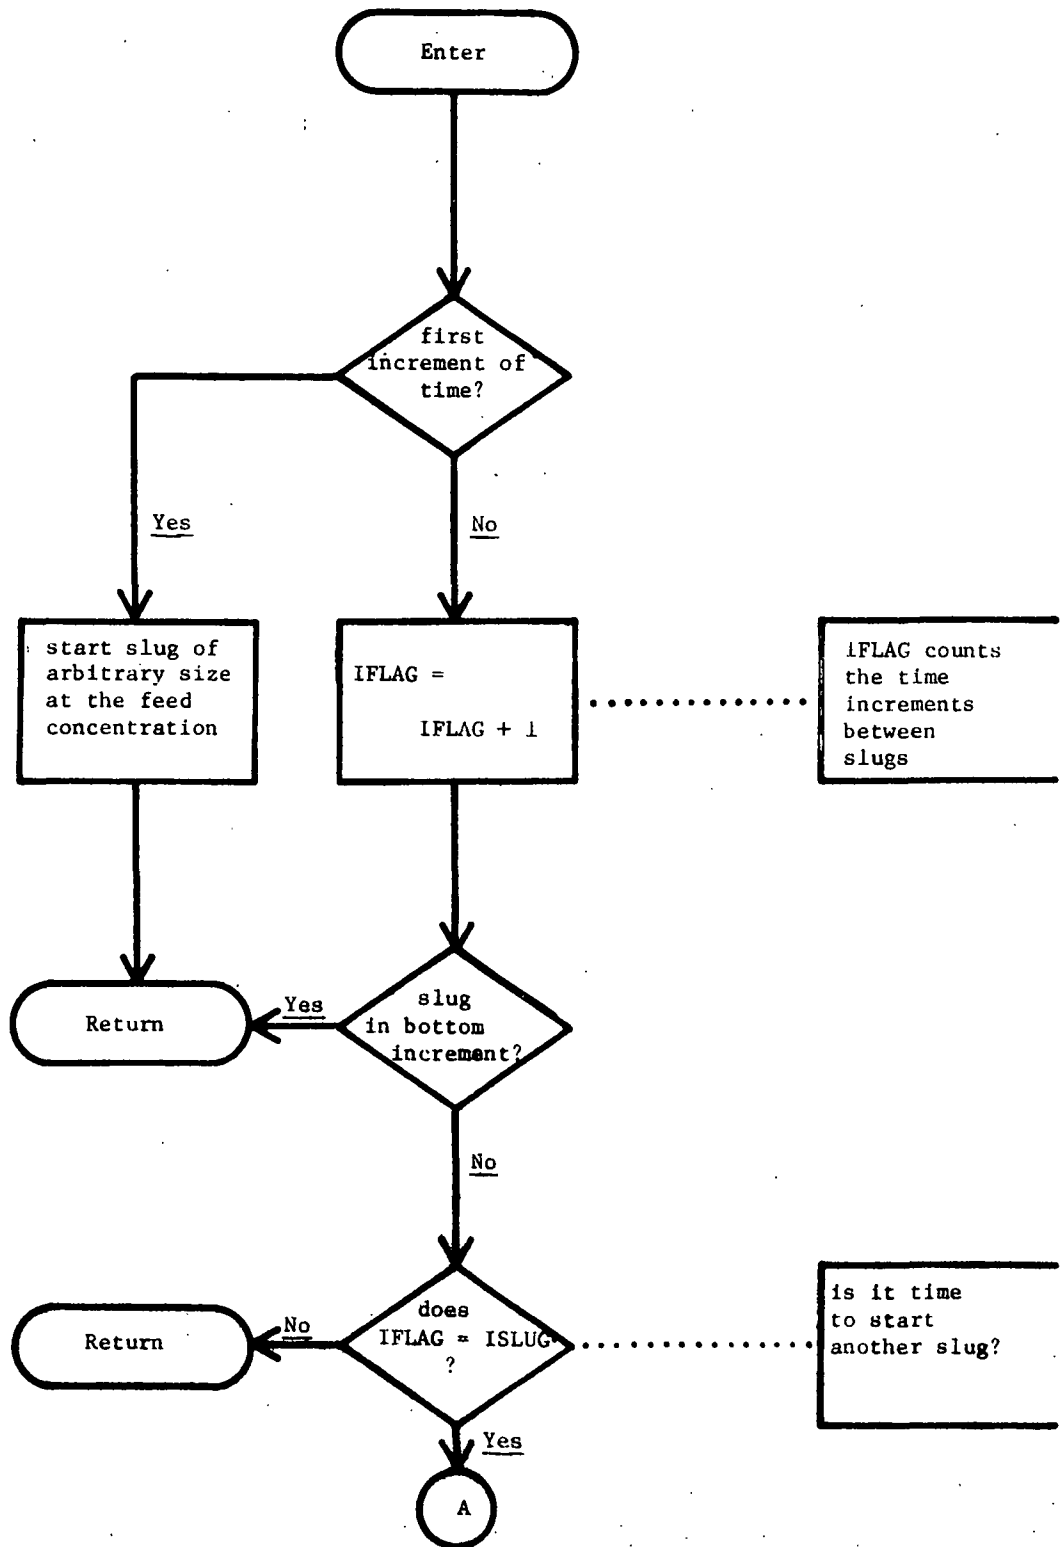 Enter
first
increment of
time?
Yes
No
start slug of
arbitrary size
at the feed
concentration
IFLAG =
IFLAG + 1
IFLAG counts
the time
increments
between
slugs
Return
Yes
slug
in bottom
increment?
No
Return
No
does
IFLAG = ISLUG
?
is it time
to start
another slug?
Yes
A